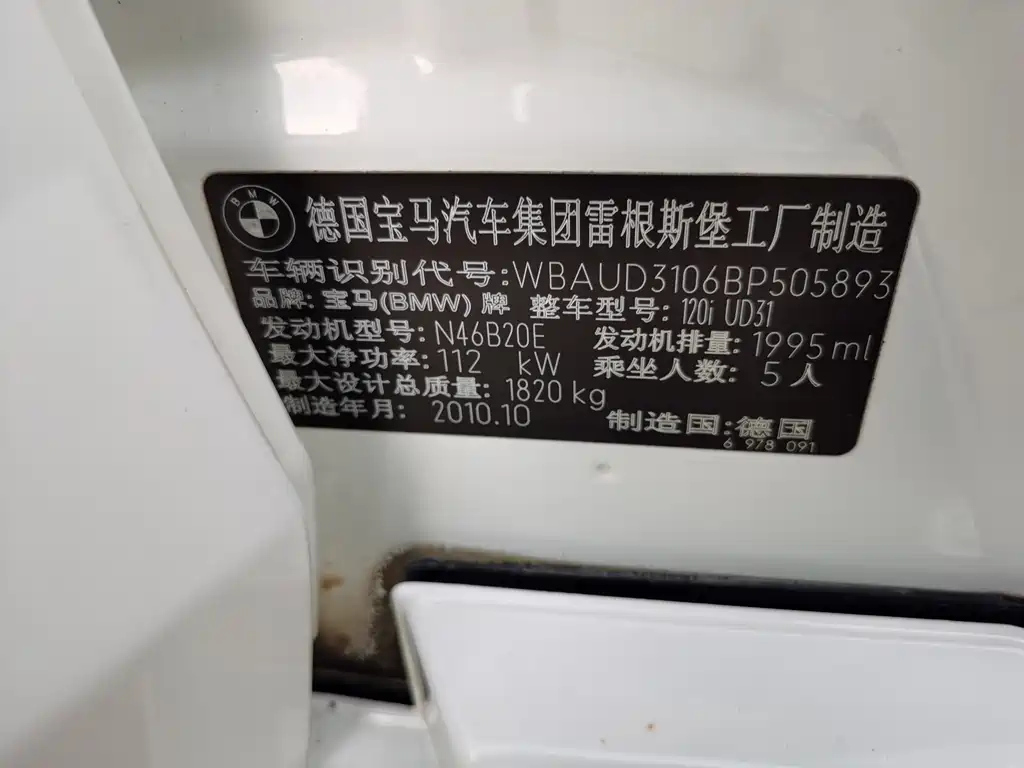 BMW
德国宝马汽车集团雷根斯堡工厂制造
车辆识别代号:WBAUD3106BP505893
品牌: 宝马(BMW) 牌 整车型号: 120i UD31
发动机型号: N46B20E 发动机排量: 1995 ml
最大净功率: 112 kW 乘坐人数: 5 人
最大设计总质量: 1820 kg
制造年月: 2010.10 制造国: 德国
6 978 091